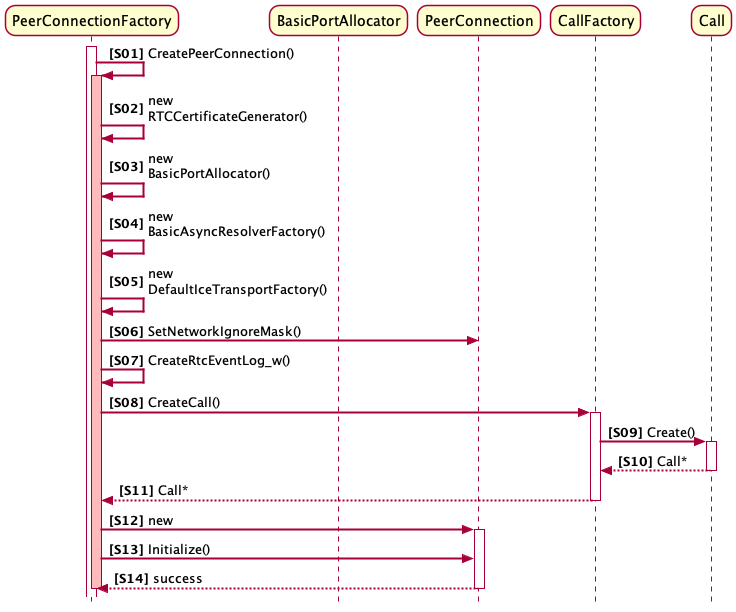 PeerConnectionFactory BasicPortAllocator PeerConnection CallFactory Call
[S01] CreatePeerConnection()
[S02] new
RTCCertificateGenerator()
[S03] new
BasicPortAllocator()
[S04] new
BasicAsyncResolverFactory()
[S05] new
DefaultIceTransportFactory()
[S06] SetNetworkIgnoreMask()
[S07] CreateRtcEventLog_w()
[S08] CreateCall()
[S09] Create()
[S10] Call*
[S11] Call*
[S12] new
[S13] Initialize()
[S14] success